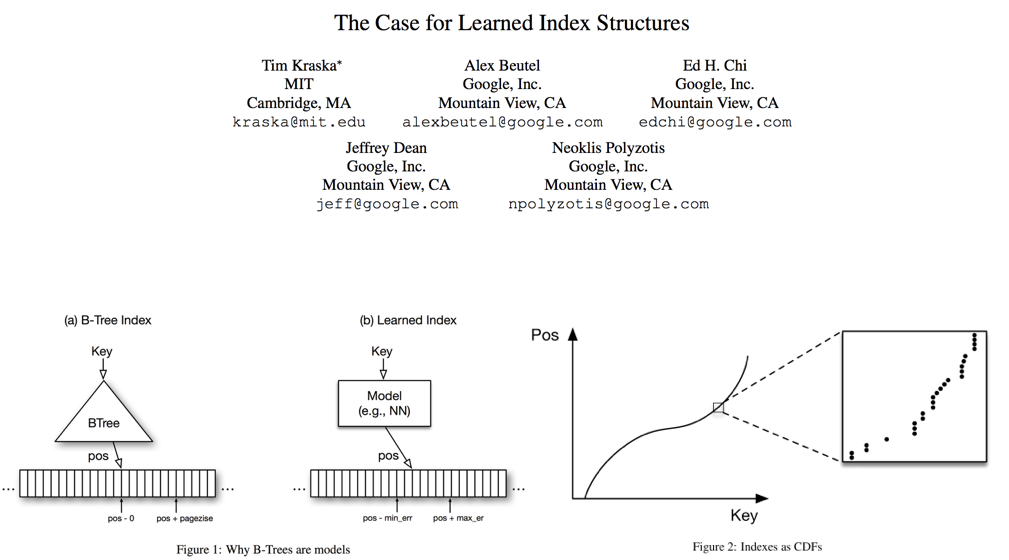 The Case for Learned Index Structures
Tim Kraska*
MIT
Cambridge, MA
kraska@mit.edu
Alex Beutel
Google, Inc.
Mountain View, CA
alexbeutel@google.com
Ed H. Chi
Google, Inc.
Mountain View, CA
edchi@google.com
Jeffrey Dean
Google, Inc.
Mountain View, CA
jeff@google.com
Neoklis Polyzotis
Google, Inc.
Mountain View, CA
npolyzotis@google.com
(a) B-Tree Index
Key
BTree
pos
...
...
pos - 0
pos + pagezise
(b) Learned Index
Key
Model
(e.g., NN)
pos
...
...
pos - min_err
pos + max_er
Figure 1: Why B-Trees are models
Pos
Key
Figure 2: Indexes as CDFs